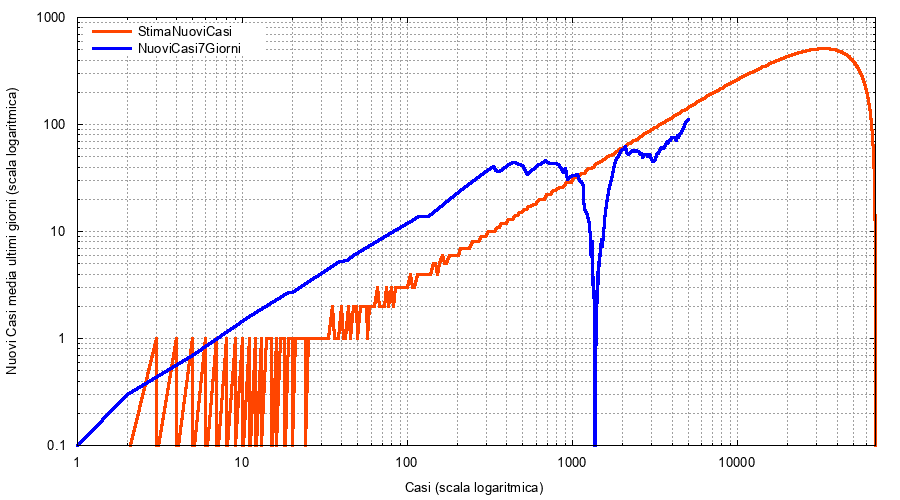 1000
100
10
1
0.1
StimaNuoviCasi
NuoviCasi7Giorni
Nuovi Casi media ultimi giorni (scala logaritmica)
1
10
100
1000
10000
Casi (scala logaritmica)